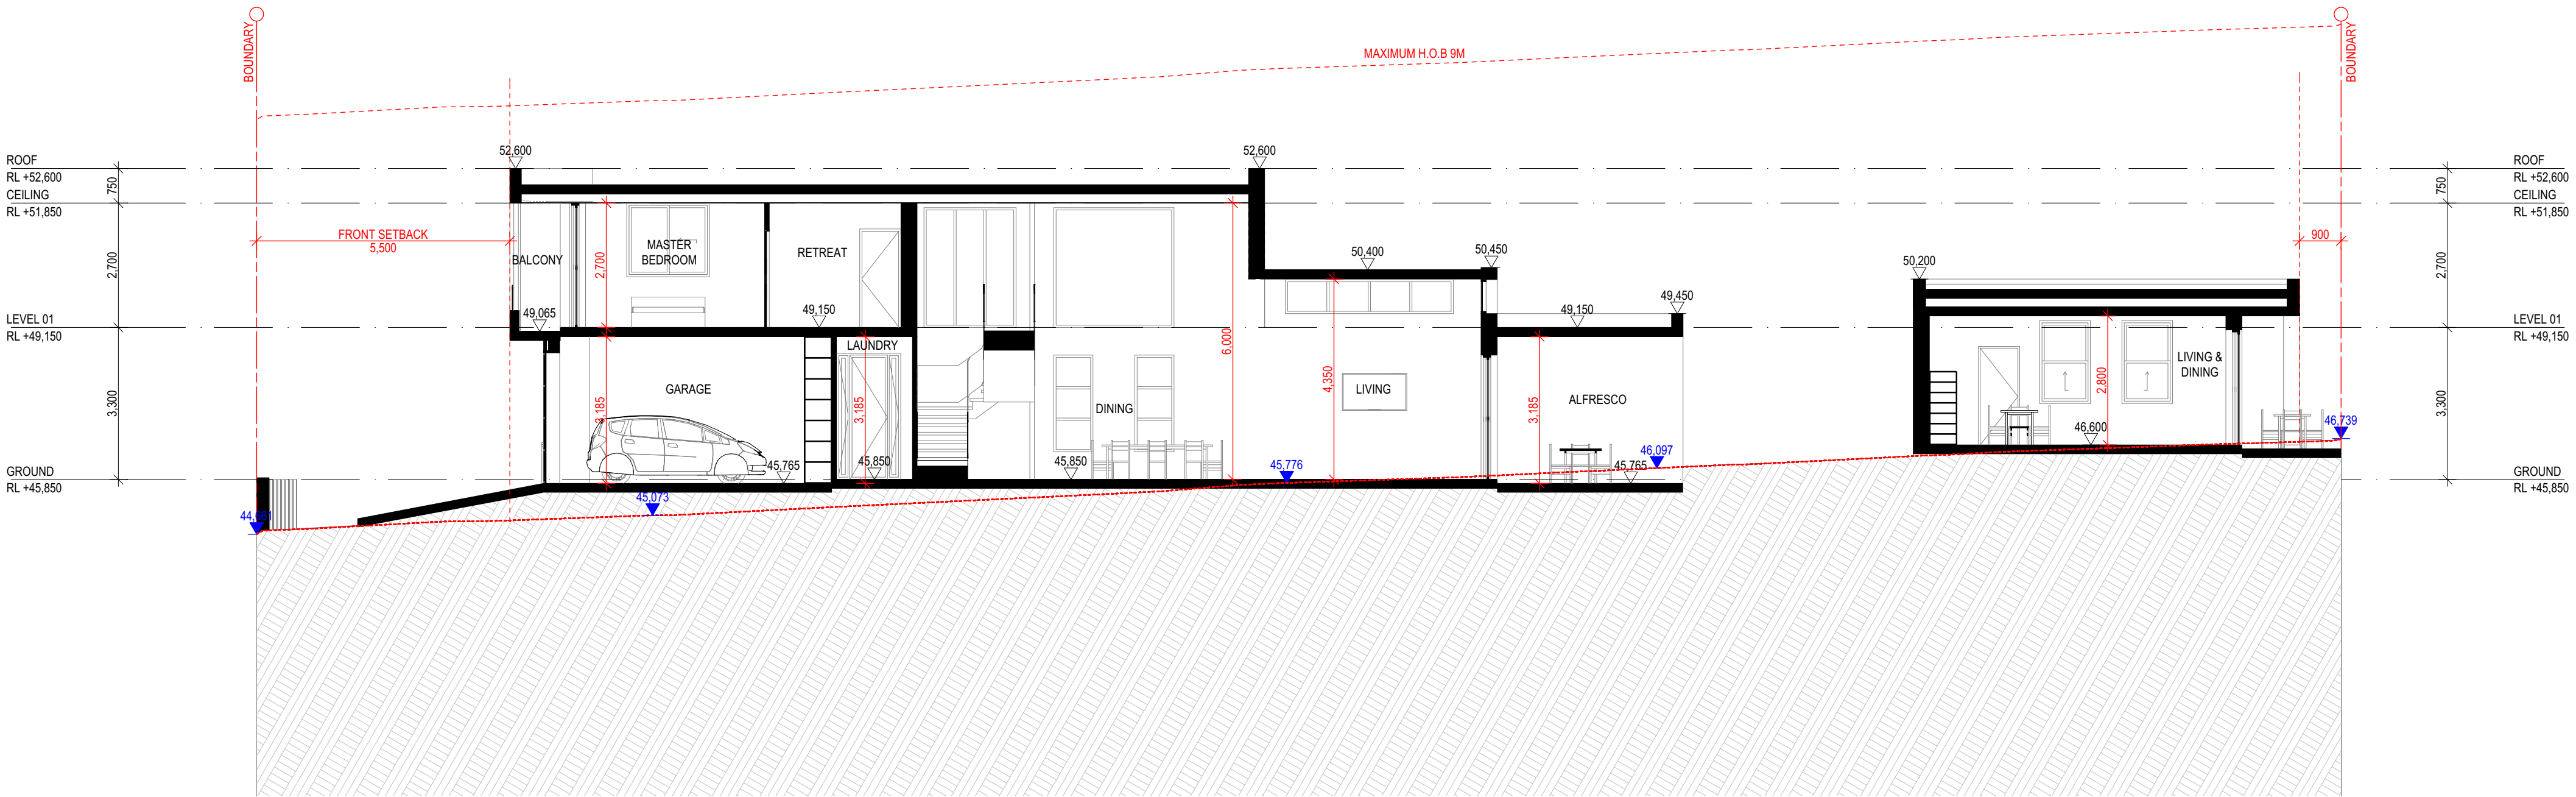 BOUNDARY
BOUNDARY
MAXIMUM H.O.B 9M
ROOF
RL +52,600
CEILING
RL +51,850
LEVEL 01
RL +49,150
GROUND
RL +45,850
750
2,700
3,300
FRONT SETBACK
5,500
52,600
52,600
BALCONY
MASTER
BEDROOM
2,700
RETREAT
49,065
49,150
LAUNDRY
GARAGE
3,185
3,185
45,765
45,850
45,073
6,000
DINING
45,850
45,776
50,400
50,450
4,350
LIVING
49,150
49,450
3,185
ALFRESCO
46,097
45,765
50,200
2,800
LIVING &
DINING
46,600
46,739
900
750
2,700
3,300
ROOF
RL +52,600
CEILING
RL +51,850
LEVEL 01
RL +49,150
GROUND
RL +45,850